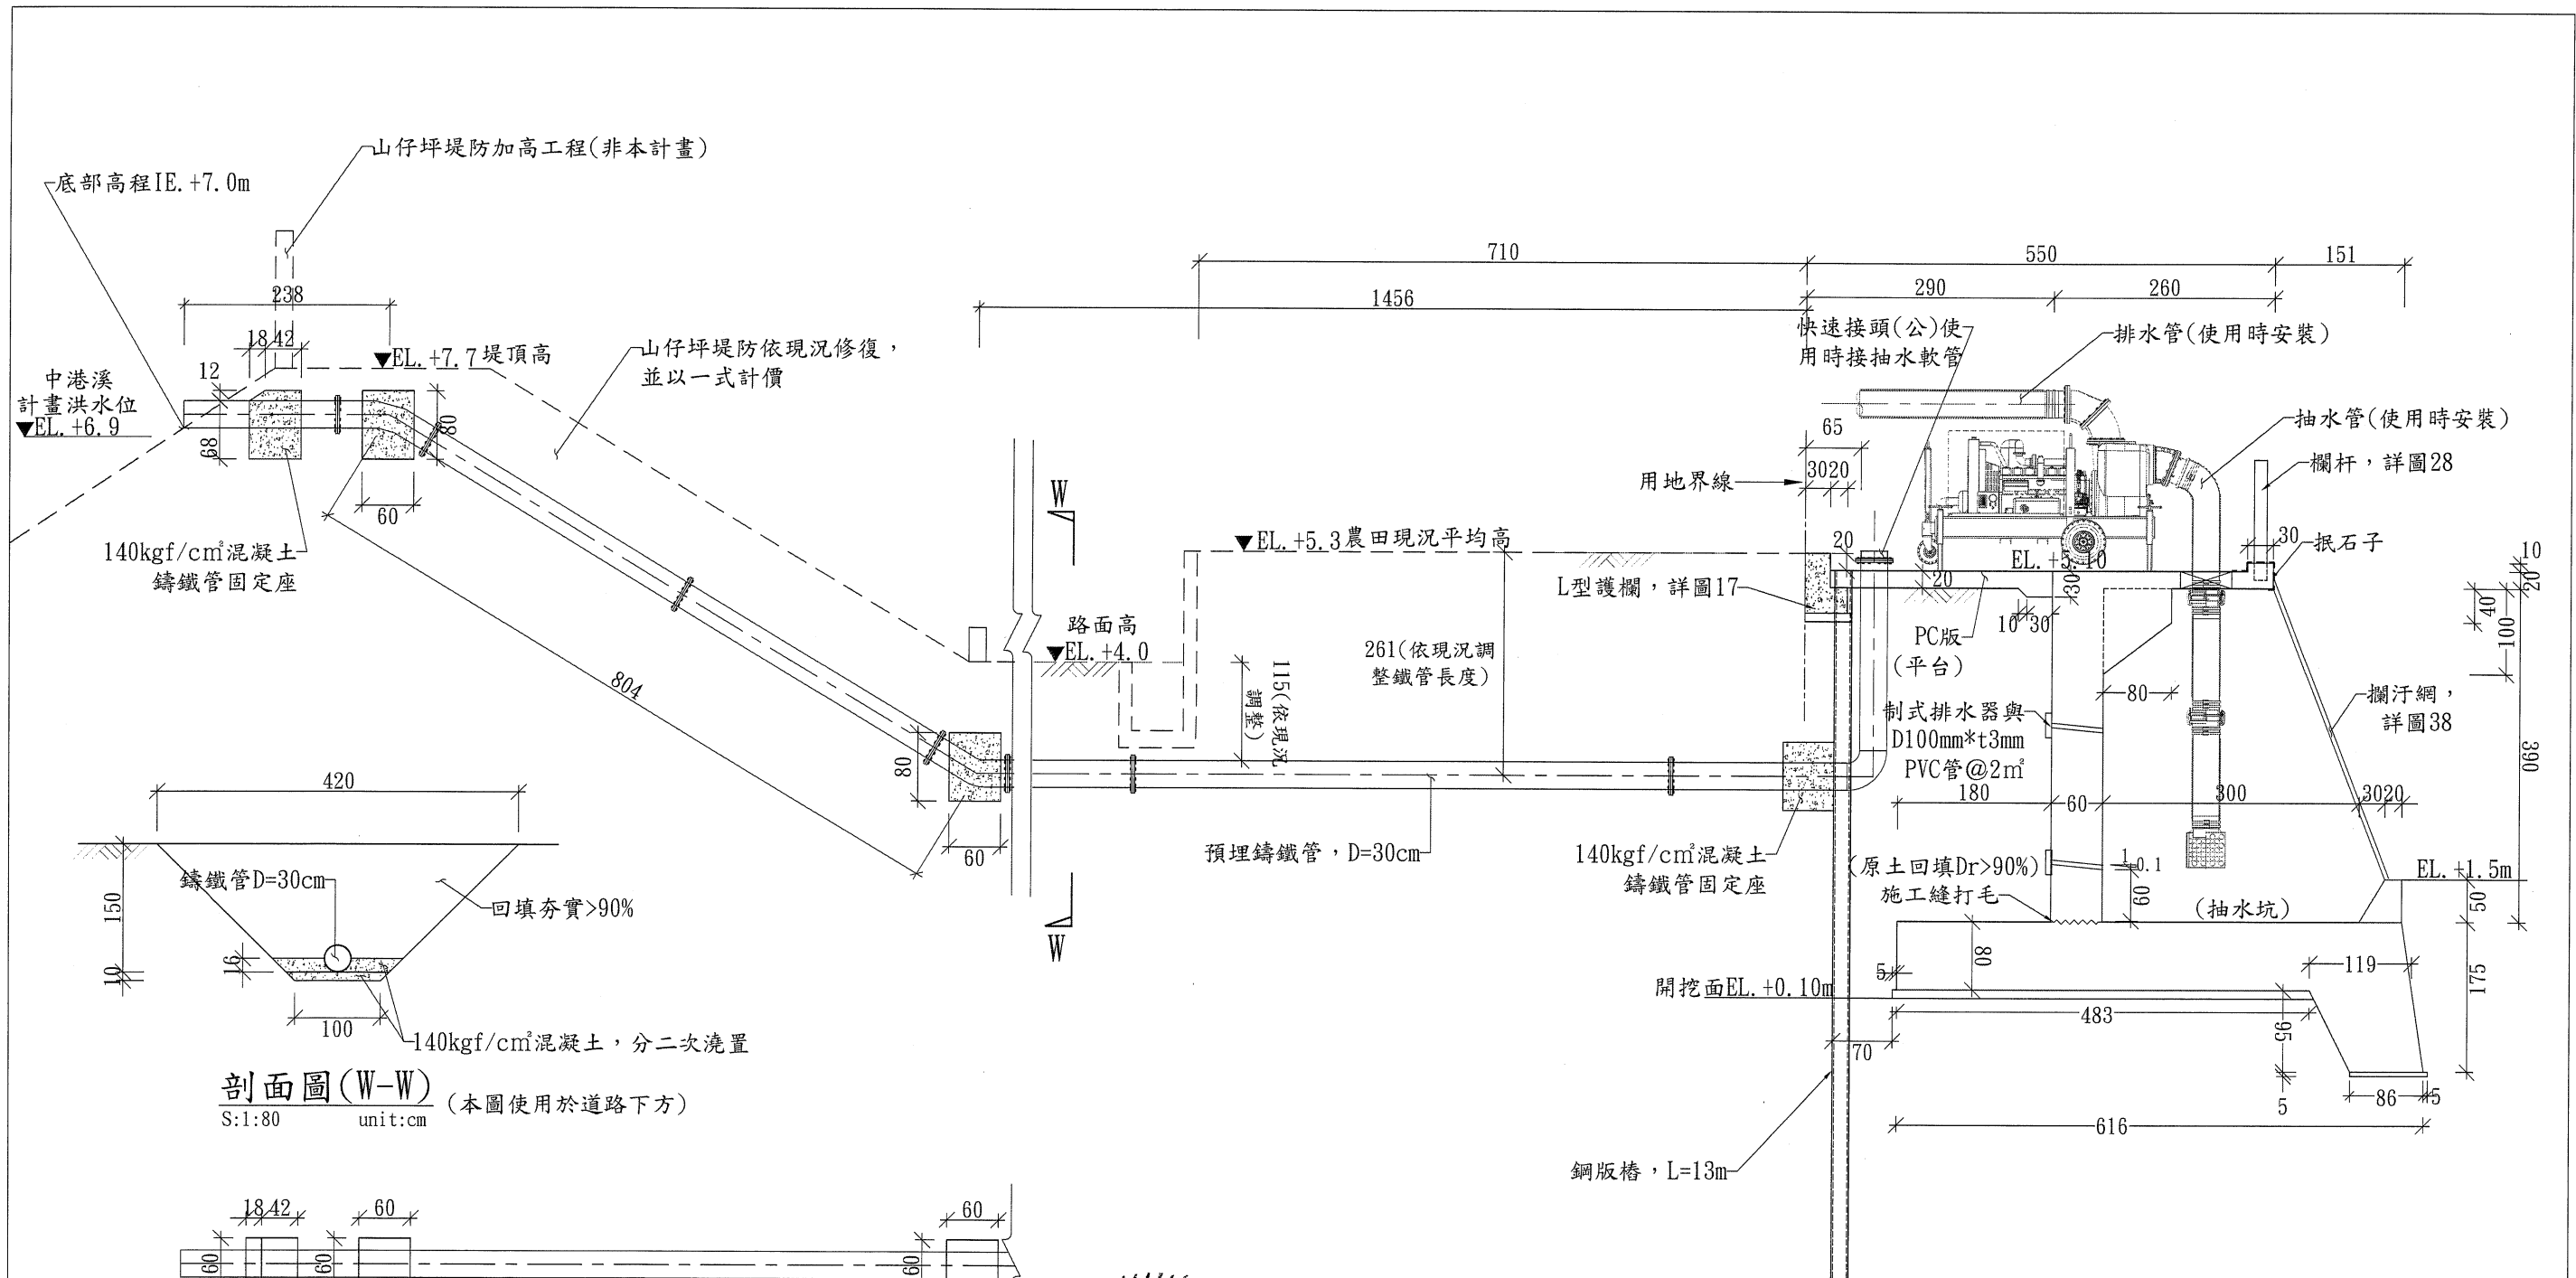 山仔坪堤防加高工程(非本計畫)
底部高程IE.+7.0m
238
18
42
12
68
80
60
中港溪
計畫洪水位
▼EL.+6.9
▼EL.+7.7堤頂高
山仔坪堤防依現況修復，
並以一式計價
140kgf/c㎡混凝土
鑄鐵管固定座
804
80
60
710
550
151
1456
290
260
快速接頭(公)使
用時接抽水軟管
排水管(使用時安裝)
抽水管(使用時安裝)
欄杆，詳圖28
抿石子
65
30
20
用地界線
W
W
▼EL.+5.3農田現況平均高
路面高
▼EL.+4.0
115(依現況
調整)
261(依現況調
整鐵管長度)
L型護欄，詳圖17
20
20
EL.+5.10
30
30
10
20
40
100
390
10
30
PC版
(平台)
80
制式排水器與
D100mm*t3mm
PVC管@2㎡
攔汙網，
詳圖38
180
60
300
30
20
預埋鑄鐵管，D=30cm
140kgf/c㎡混凝土
鑄鐵管固定座
(原土回填Dr>90%)
施工縫打毛
1
0.1
60
(抽水坑)
EL.+1.5m
50
175
80
5
開挖面EL.+0.10m
119
483
95
70
86
5
5
616
鋼版樁，L=13m
420
150
10
16
鑄鐵管D=30cm
回填夯實>90%
100
140kgf/c㎡混凝土，分二次澆置
剖面圖(W-W) (本圖使用於道路下方)
S:1:80 unit:cm
18
42
60
60
60
60
60